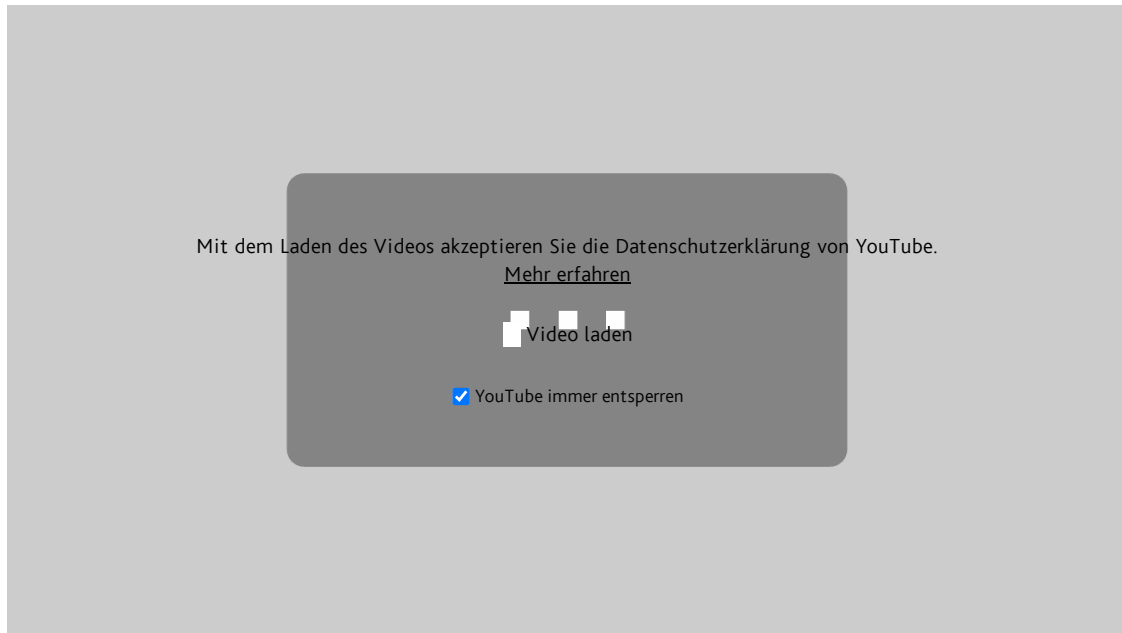 Mit dem Laden des Videos akzeptieren Sie die Datenschutzerklärung von YouTube.
Mehr erfahren
Video laden
YouTube immer entsperren